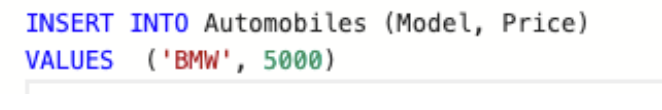 INSERT INTO Automobiles (Model, Price)
VALUES  ('BMW', 5000)